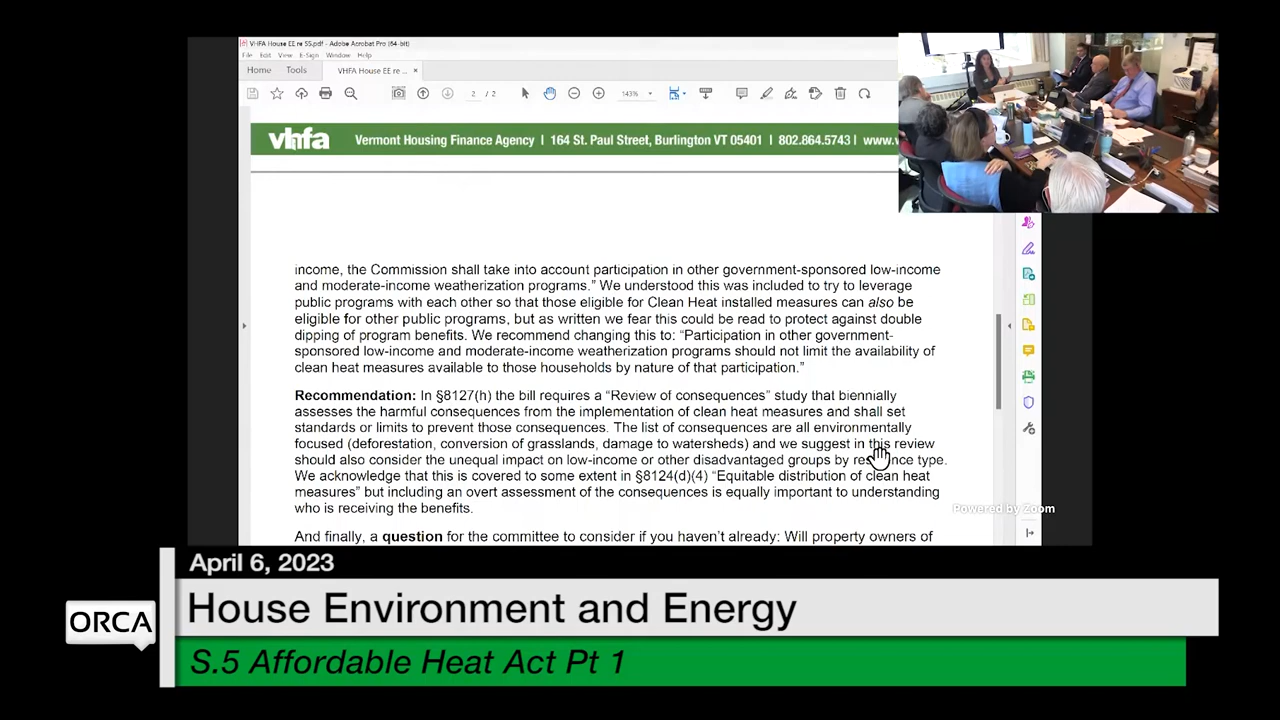 VHFA House EE re S5.pdf - Adobe Acrobat Pro (64-bit)
File Edit View E-Sign Window Help
Home Tools VHFA House EE re ... ×
2 / 2 143%
vhfa Vermont Housing Finance Agency | 164 St. Paul Street, Burlington VT 05401 | 802.864.5743 | www.
income, the Commission shall take into account participation in other government-sponsored low-income
and moderate-income weatherization programs.” We understood this was included to try to leverage
public programs with each other so that those eligible for Clean Heat installed measures can also be
eligible for other public programs, but as written we fear this could be read to protect against double
dipping of program benefits. We recommend changing this to: “Participation in other government-
sponsored low-income and moderate-income weatherization programs should not limit the availability of
clean heat measures available to those households by nature of that participation.”
Recommendation: In §8127(h) the bill requires a “Review of consequences” study that biennially
assesses the harmful consequences from the implementation of clean heat measures and shall set
standards or limits to prevent those consequences. The list of consequences are all environmentally
focused (deforestation, conversion of grasslands, damage to watersheds) and we suggest in this review
should also consider the unequal impact on low-income or other disadvantaged groups by residence type.
We acknowledge that this is covered to some extent in §8124(d)(4) “Equitable distribution of clean heat
measures” but including an overt assessment of the consequences is equally important to understanding
who is receiving the benefits.
Powered by Zoom
And finally, a question for the committee to consider if you haven’t already: Will property owners of
April 6, 2023
ORCA
House Environment and Energy
S.5 Affordable Heat Act Pt 1